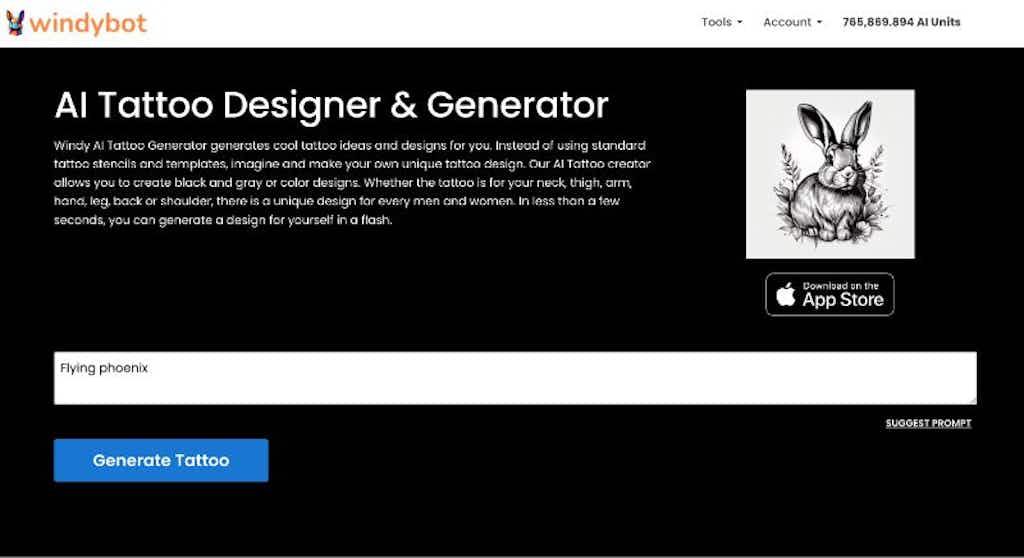 windybot
Tools
Account
765,869,894 AI Units
AI Tattoo Designer & Generator
Windy AI Tattoo Generator generates cool tattoo ideas and designs for you. Instead of using standard
tattoo stencils and templates, imagine and make your own unique tattoo design. Our AI Tattoo creator
allows you to create black and gray or color designs. Whether the tattoo is for your neck, thigh, arm,
hand, leg, back or shoulder, there is a unique design for every men and women. In less than a few
seconds, you can generate a design for yourself in a flash.
Download on the
App Store
Flying phoenix
SUGGEST PROMPT
Generate Tattoo